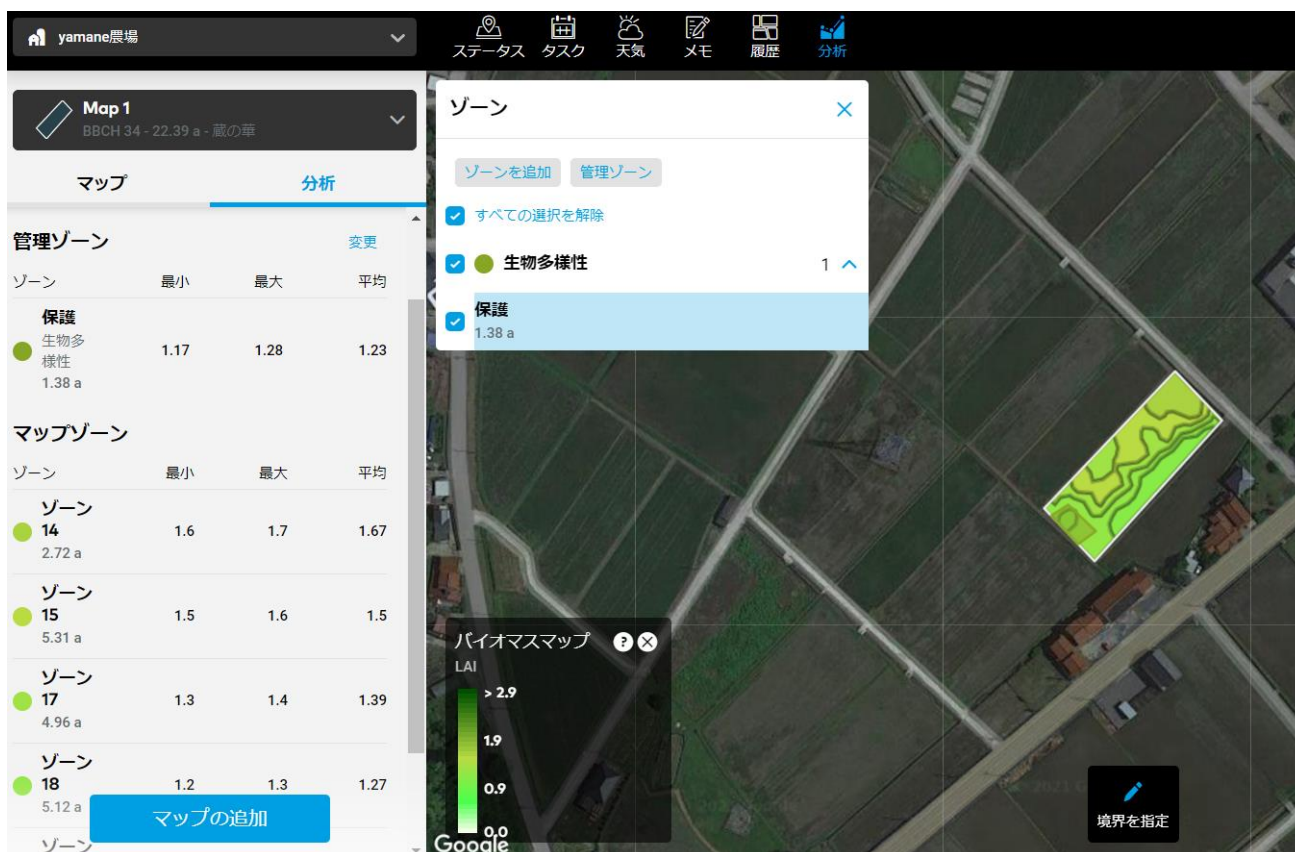 yamane農場
ステータス タスク 天気 メモ 履歴 分析
Map 1
BBCH 34 - 22.39 a - 蔵の華
マップ 分析
管理ゾーン 変更
ゾーン 最小 最大 平均
保護
生物多
様性
1.38 a
1.17 1.28 1.23
マップゾーン
ゾーン 最小 最大 平均
ゾーン
14
2.72 a
1.6 1.7 1.67
ゾーン
15
5.31 a
1.5 1.6 1.5
ゾーン
17
4.96 a
1.3 1.4 1.39
ゾーン
18
5.12 a
1.2 1.3 1.27
マップの追加
ゾーン
ゾーン
ゾーンを追加 管理ゾーン
すべての選択を解除
生物多様性 1
保護
1.38 a
バイオマスマップ ?
LAI
> 2.9
1.9
0.9
0.0
Google
境界を指定